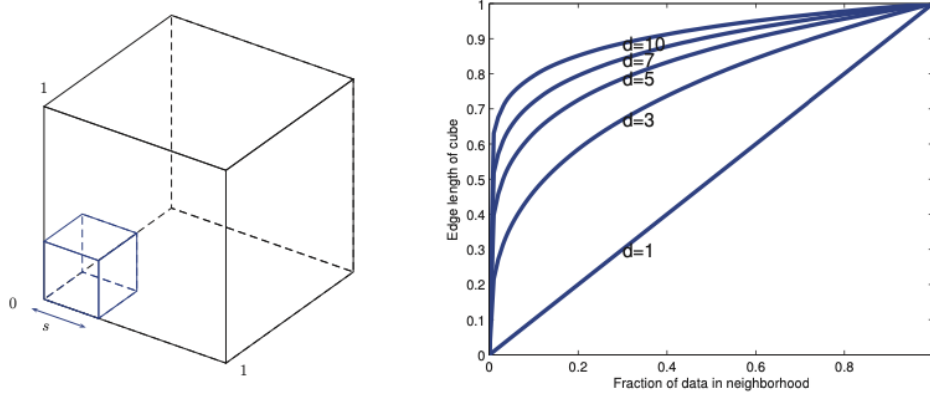 1
0
s
1
1
0.9
0.8
0.7
0.6
0.5
0.4
0.3
0.2
0.1
0
Edge length of cube
d=10
d=7
d=5
d=3
d=1
0
0.2
0.4
0.6
0.8
Fraction of data in neighborhood